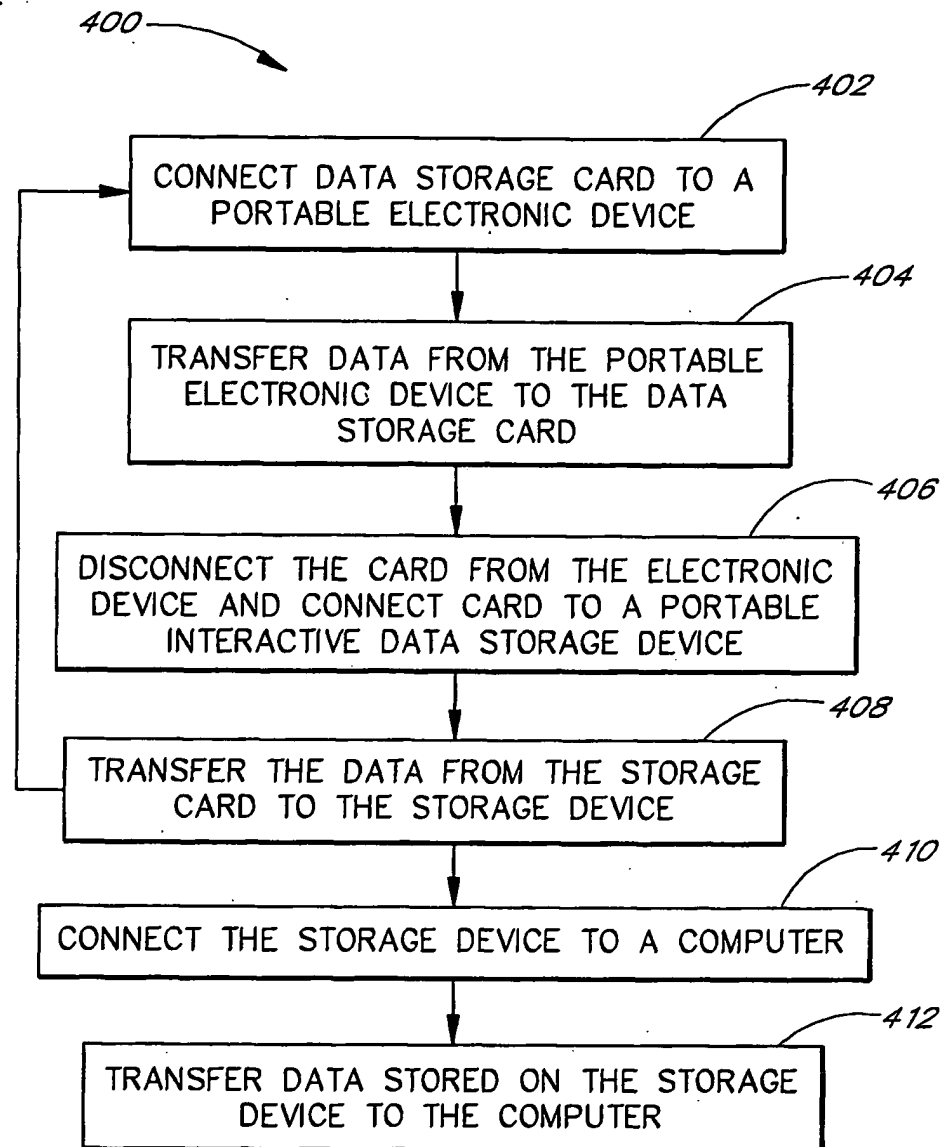 400
402
CONNECT DATA STORAGE CARD TO A
PORTABLE ELECTRONIC DEVICE
404
TRANSFER DATA FROM THE PORTABLE
ELECTRONIC DEVICE TO THE DATA
STORAGE CARD
406
DISCONNECT THE CARD FROM THE ELECTRONIC
DEVICE AND CONNECT CARD TO A PORTABLE
INTERACTIVE DATA STORAGE DEVICE
408
TRANSFER THE DATA FROM THE STORAGE
CARD TO THE STORAGE DEVICE
410
CONNECT THE STORAGE DEVICE TO A COMPUTER
412
TRANSFER DATA STORED ON THE STORAGE
DEVICE TO THE COMPUTER